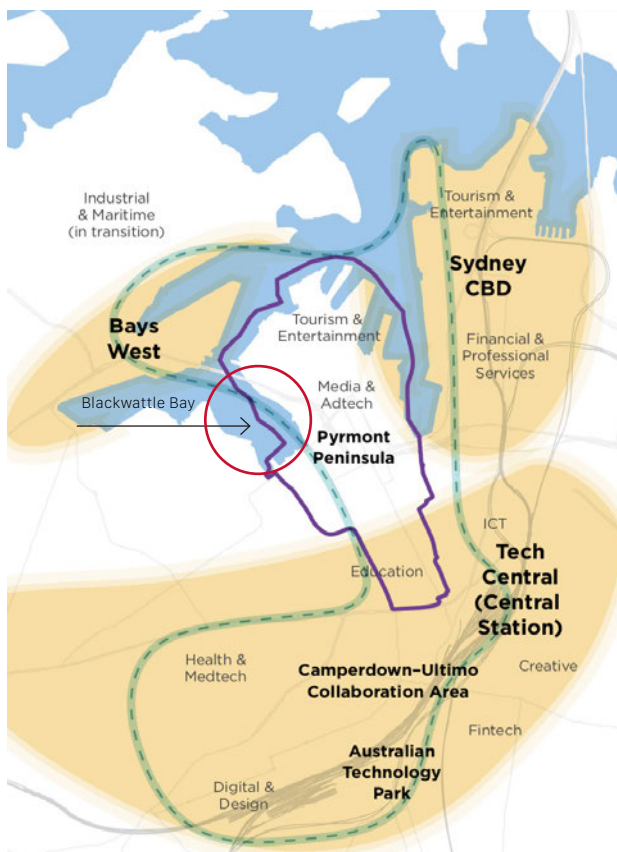 Industrial
& Maritime
(in transition)
Tourism &
Entertainment
Sydney
CBD
Bays
West
Tourism &
Entertainment
Financial &
Professional
Services
Blackwattle Bay
Media &
Adtech
Pyrmont
Peninsula
ICT
Education
Tech
Central
(Central
Station)
Health &
Medtech
Camperdown–Ultimo
Collaboration Area
Creative
Fintech
Australian
Technology
Park
Digital &
Design